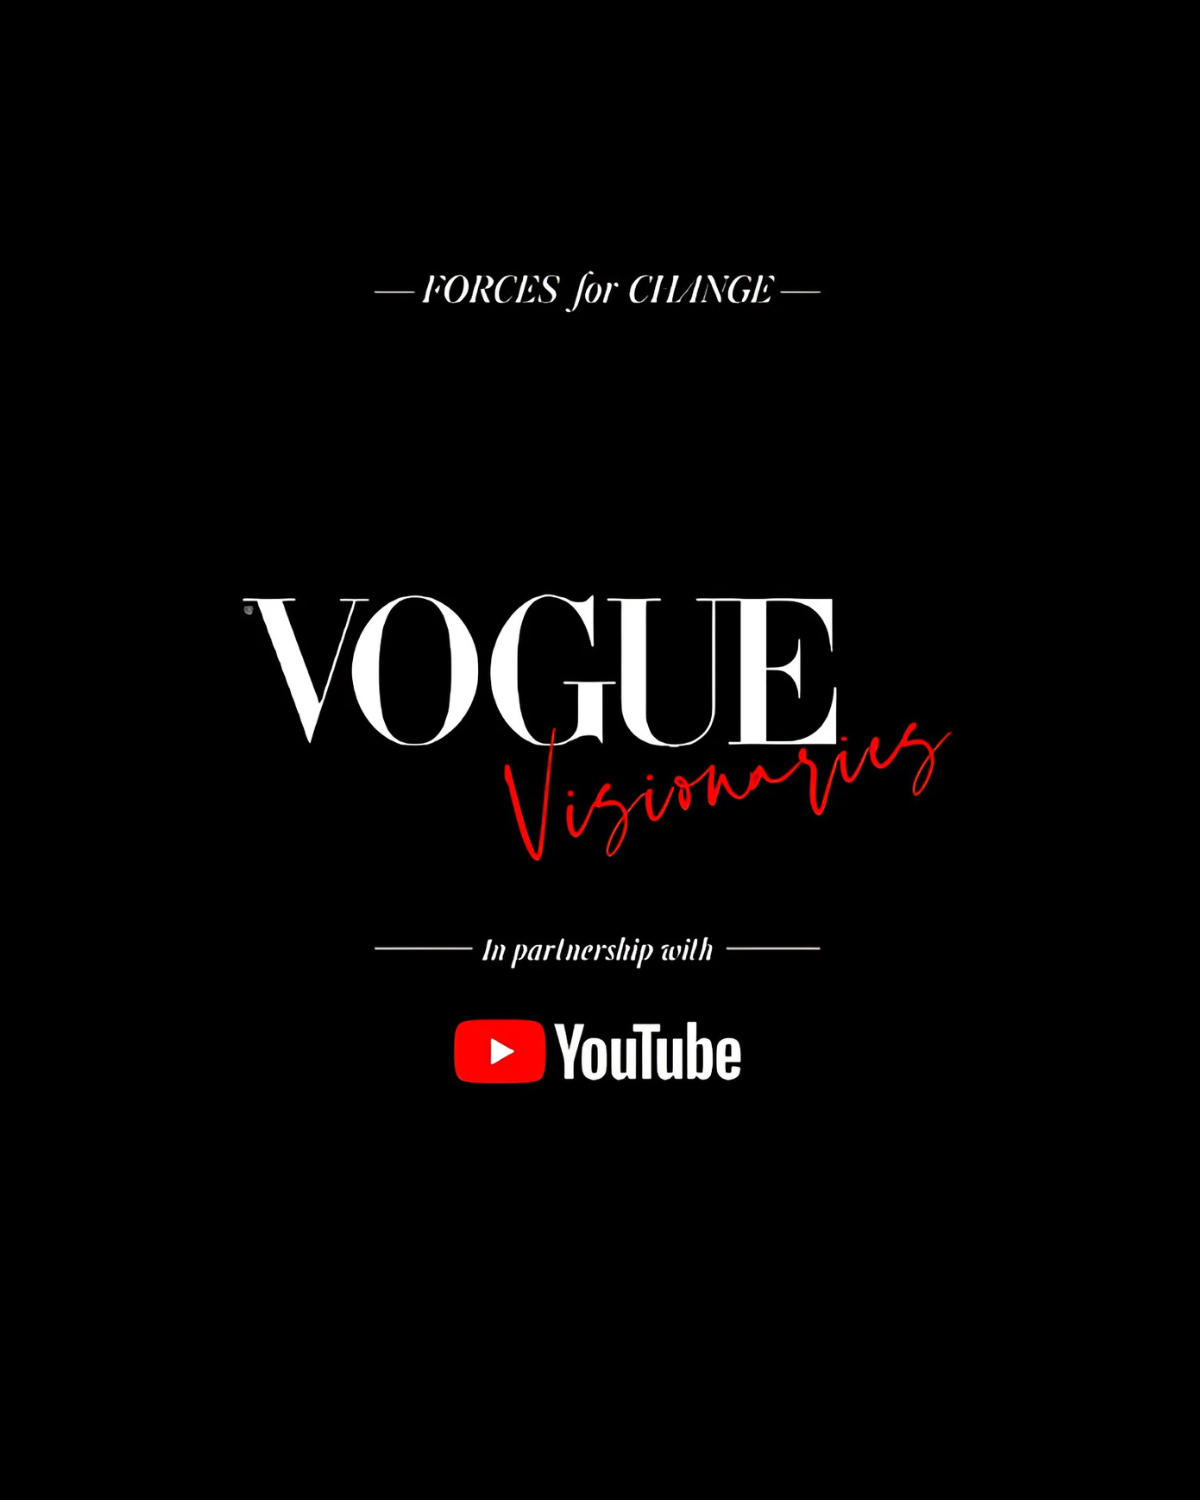 FORCES for CHANGE
VOGUE
Visionaries
In partnership with
YouTube